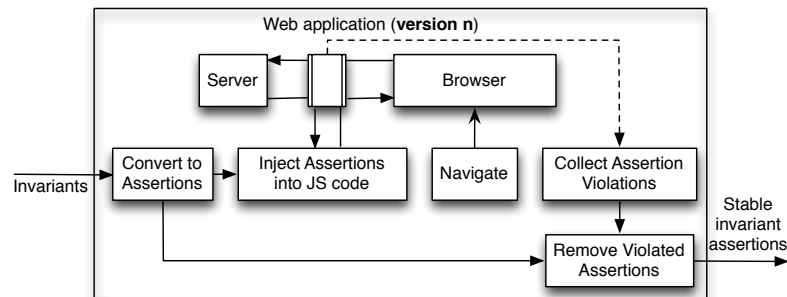 Web application (version n)
Server
Browser
Invariants
Convert to
Assertions
Inject Assertions
into JS code
Navigate
Collect Assertion
Violations
Stable
invariant
assertions
Remove Violated
Assertions